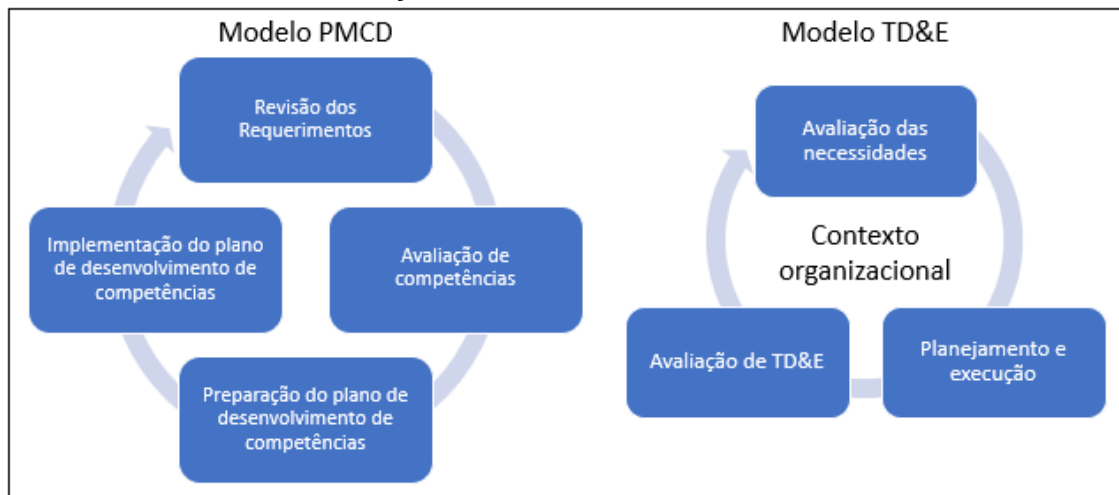 Modelo PMCD
Revisão dos
Requerimentos
Avaliação de
competências
Preparação do plano de
desenvolvimento de
competências
Implementação do plano
de desenvolvimento de
competências
Modelo TD&E
Avaliação das
necessidades
Contexto
organizacional
Planejamento e
execução
Avaliação de TD&E